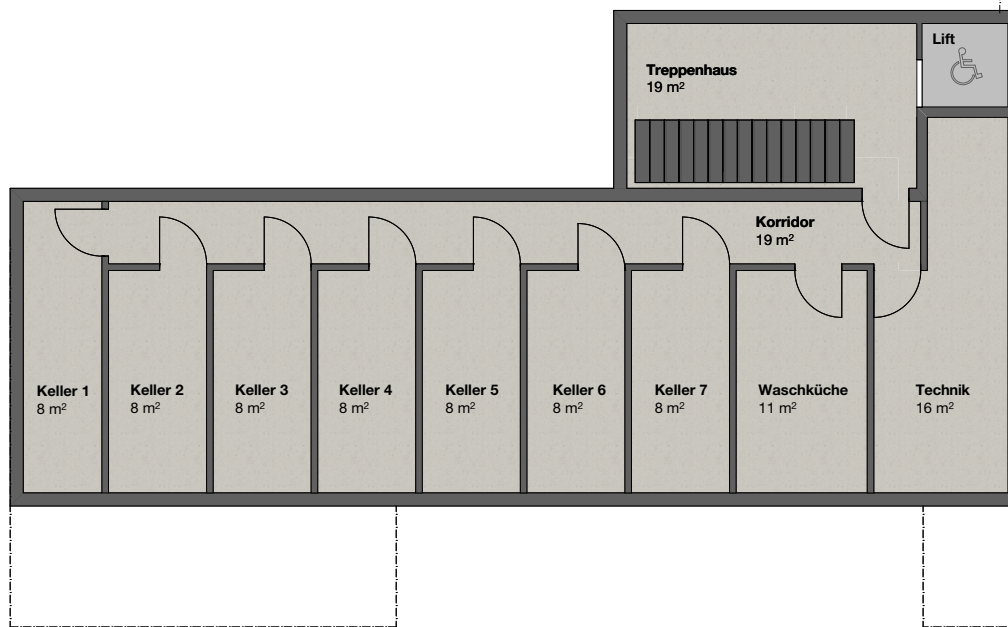 Lift
Treppenhaus
19 m²
Korridor
19 m²
Keller 1
8 m²
Keller 2
8 m²
Keller 3
8 m²
Keller 4
8 m²
Keller 5
8 m²
Keller 6
8 m²
Keller 7
8 m²
Waschküche
11 m²
Technik
16 m²